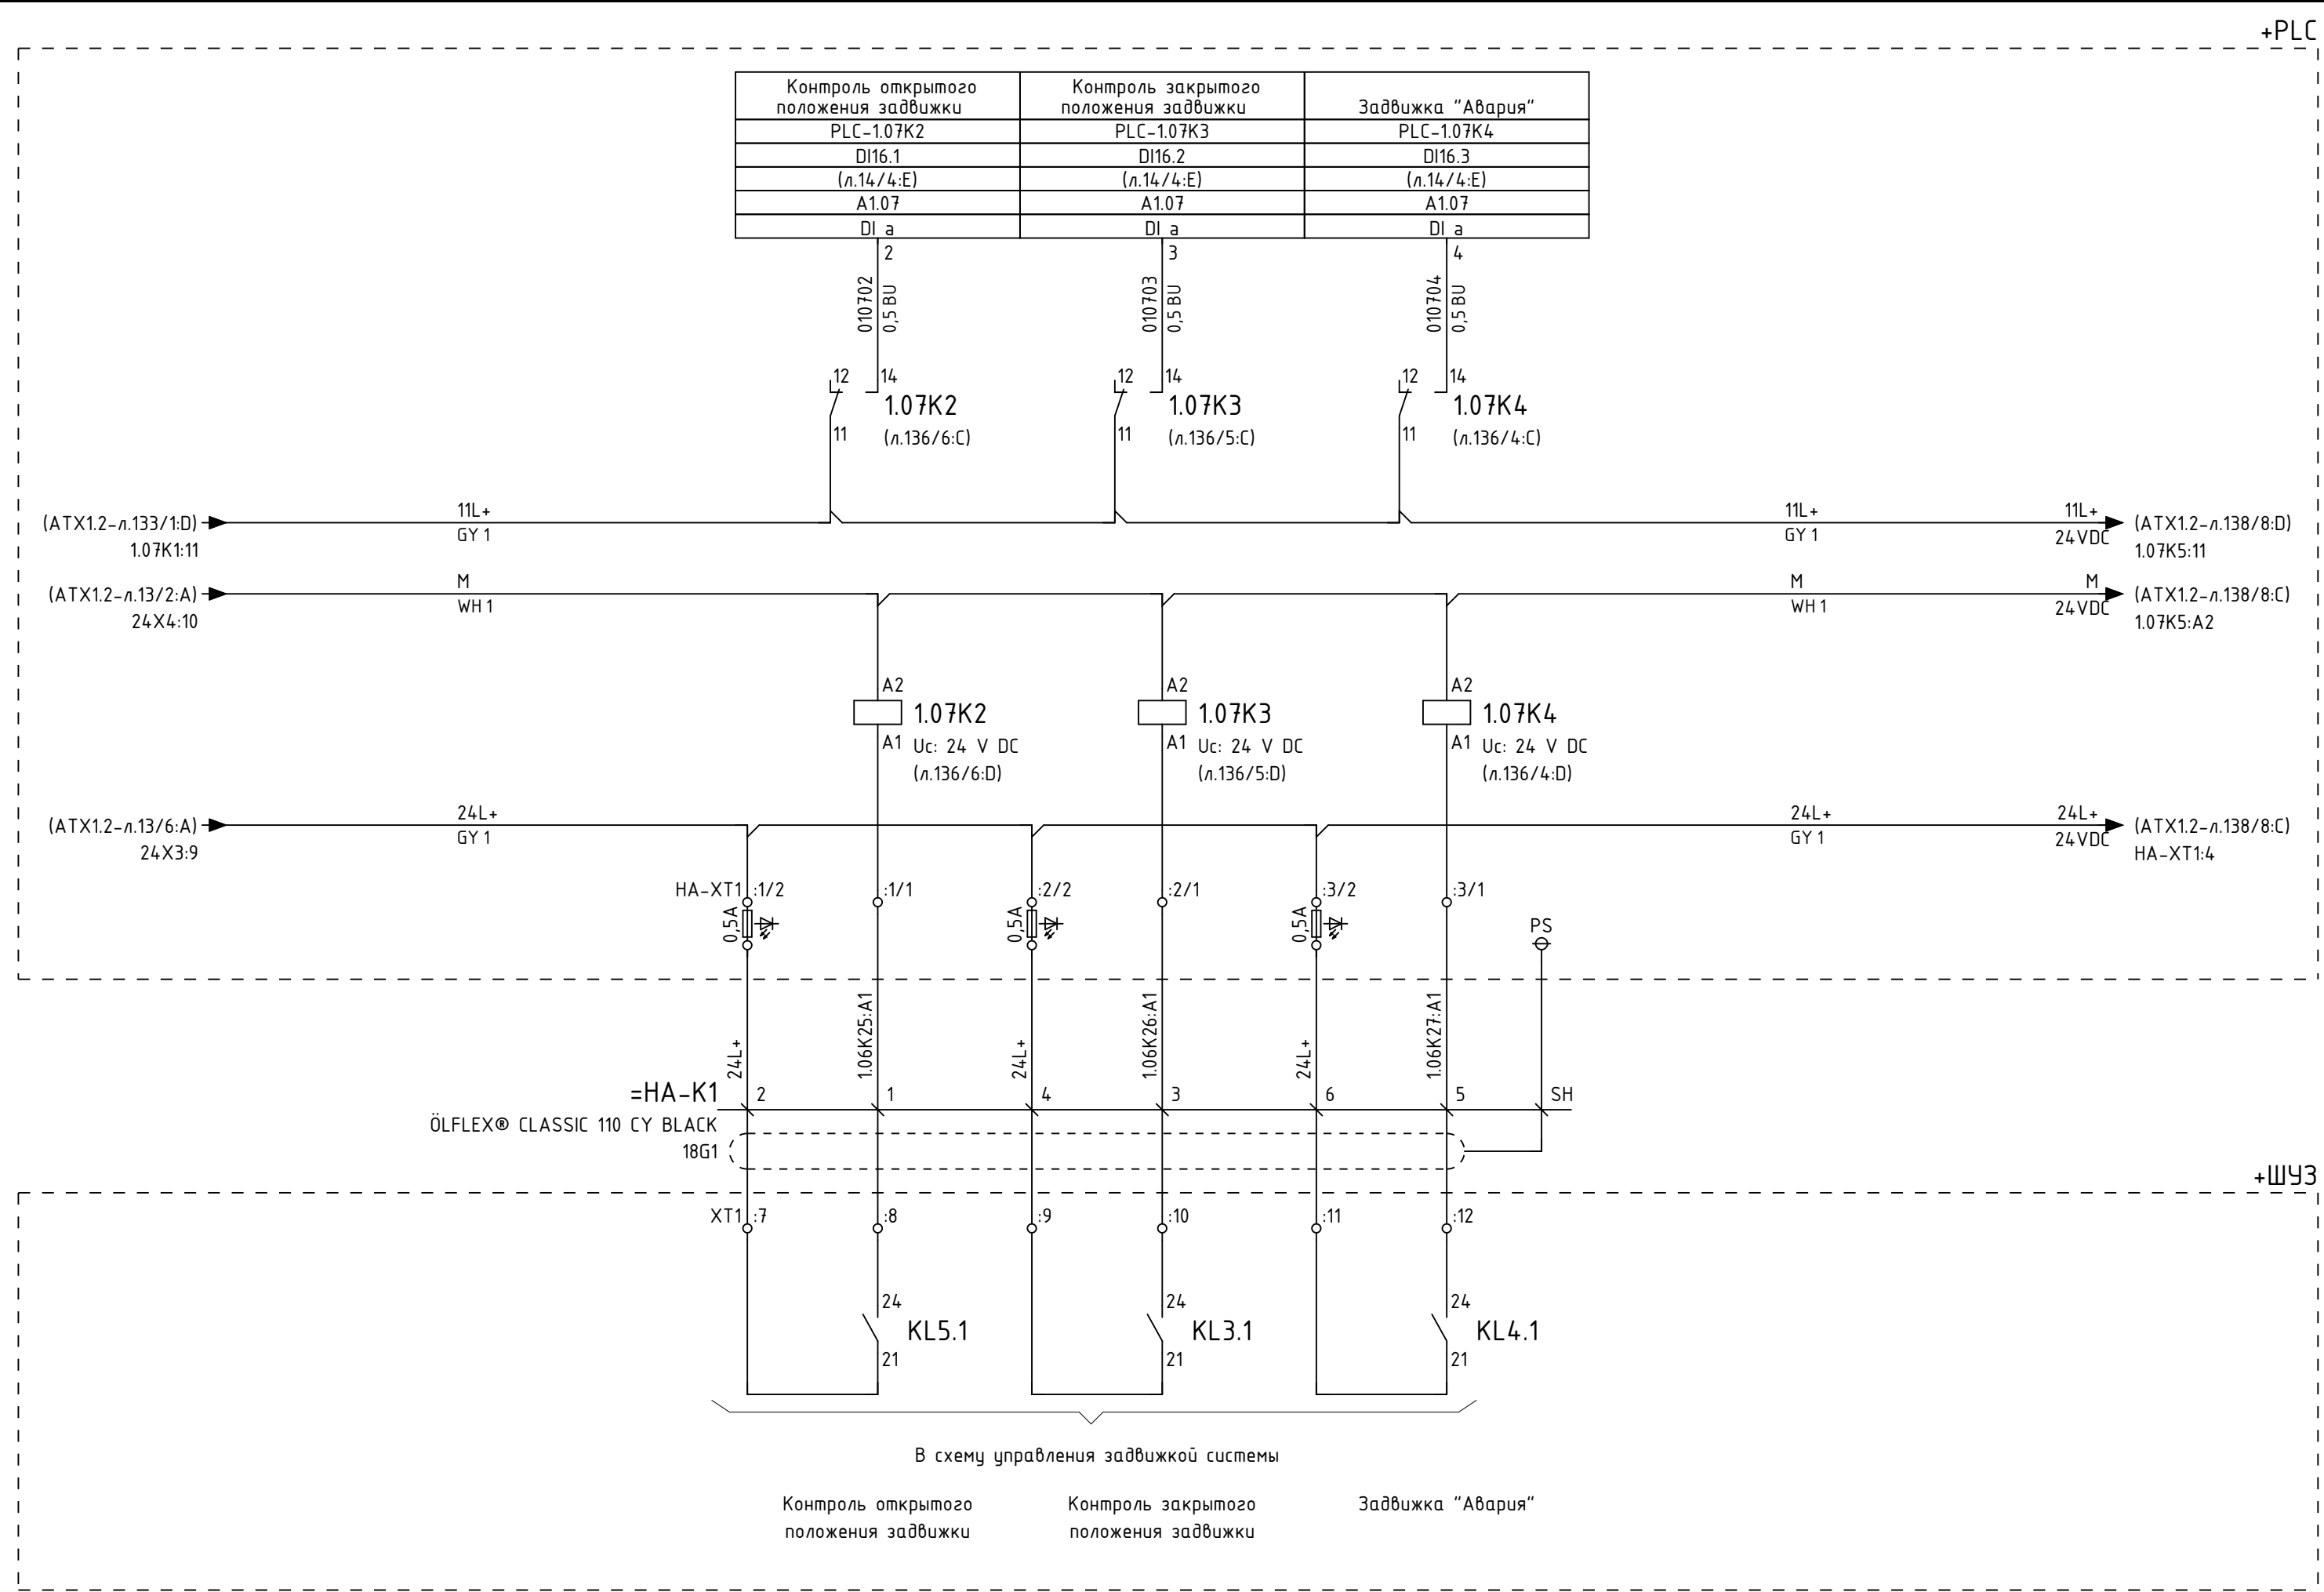 +PLC
Контроль открытого
положения задвижки
Контроль закрытого
положения задвижки
Задвижка "Авария"
PLC-1.07K2 PLC-1.07K3 PLC-1.07K4
DI16.1 DI16.2 DI16.3
(л.14/4:E) (л.14/4:E) (л.14/4:E)
A1.07 A1.07 A1.07
DI a DI a DI a
2 3 4
010702 0,5 BU 010703 0,5 BU 010704 0,5 BU
12 14 12 14 12 14
1.07K2 1.07K3 1.07K4
11 (л.136/6:C) 11 (л.136/5:C) 11 (л.136/4:C)
11L+ 11L+ 11L+
(ATX1.2-л.133/1:D) (ATX1.2-л.138/8:D)
GY 1 GY 1 24VDC
1.07K1:11 1.07K5:11
M M M
(ATX1.2-л.13/2:A) (ATX1.2-л.138/8:C)
WH 1 WH 1 24VDC
24X4:10 1.07K5:A2
A2 A2 A2
1.07K2 1.07K3 1.07K4
A1 Uc: 24 V DC A1 Uc: 24 V DC A1 Uc: 24 V DC
(л.136/6:D) (л.136/5:D) (л.136/4:D)
24L+ 24L+ 24L+
(ATX1.2-л.13/6:A) (ATX1.2-л.138/8:C)
GY 1 GY 1 24VDC
24X3:9 HA-XT1:4
HA-XT1 :1/2 :1/1 :2/2 :2/1 :3/2 :3/1
0,5A 0,5A 0,5A PS
24L+ 1.06K25:A1 24L+ 1.06K26:A1 24L+ 1.06K27:A1
=HA-K1 2 1 4 3 6 5 SH
ÖLFLEX® CLASSIC 110 CY BLACK
18G1
+ШУЗ
XT1 :7 :8 :9 :10 :11 :12
24 24 24
KL5.1 KL3.1 KL4.1
21 21 21
В схему управления задвижкой системы
Контроль открытого
положения задвижки
Контроль закрытого
положения задвижки
Задвижка "Авария"